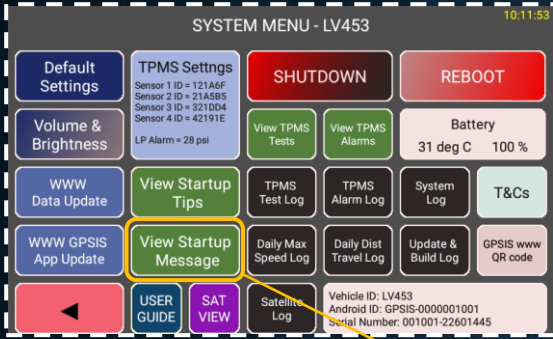 SYSTEM MENU - LV453
10:11:53
Default
Settings
TPMS Settngs
Sensor 1 ID = 121A6F
Sensor 2 ID = 21A5B5
Sensor 3 ID = 321DD4
Sensor 4 ID = 42191E
LP Alarm = 28 psi
SHUTDOWN
REBOOT
Volume &
Brightness
View TPMS
Tests
View TPMS
Alarms
Battery
31 deg C 100 %
WWW
Data Update
View Startup
Tips
TPMS
Test Log
TPMS
Alarm Log
System
Log
T&Cs
WWW GPSIS
App Update
View Startup
Message
Daily Max
Speed Log
Daily Dist
Travel Log
Update &
Build Log
GPSIS www
QR code
USER
GUIDE
SAT
VIEW
Satellite
Log
Vehicle ID: LV453
Android ID: GPSIS-0000001001
Serial Number: 001001-22601445